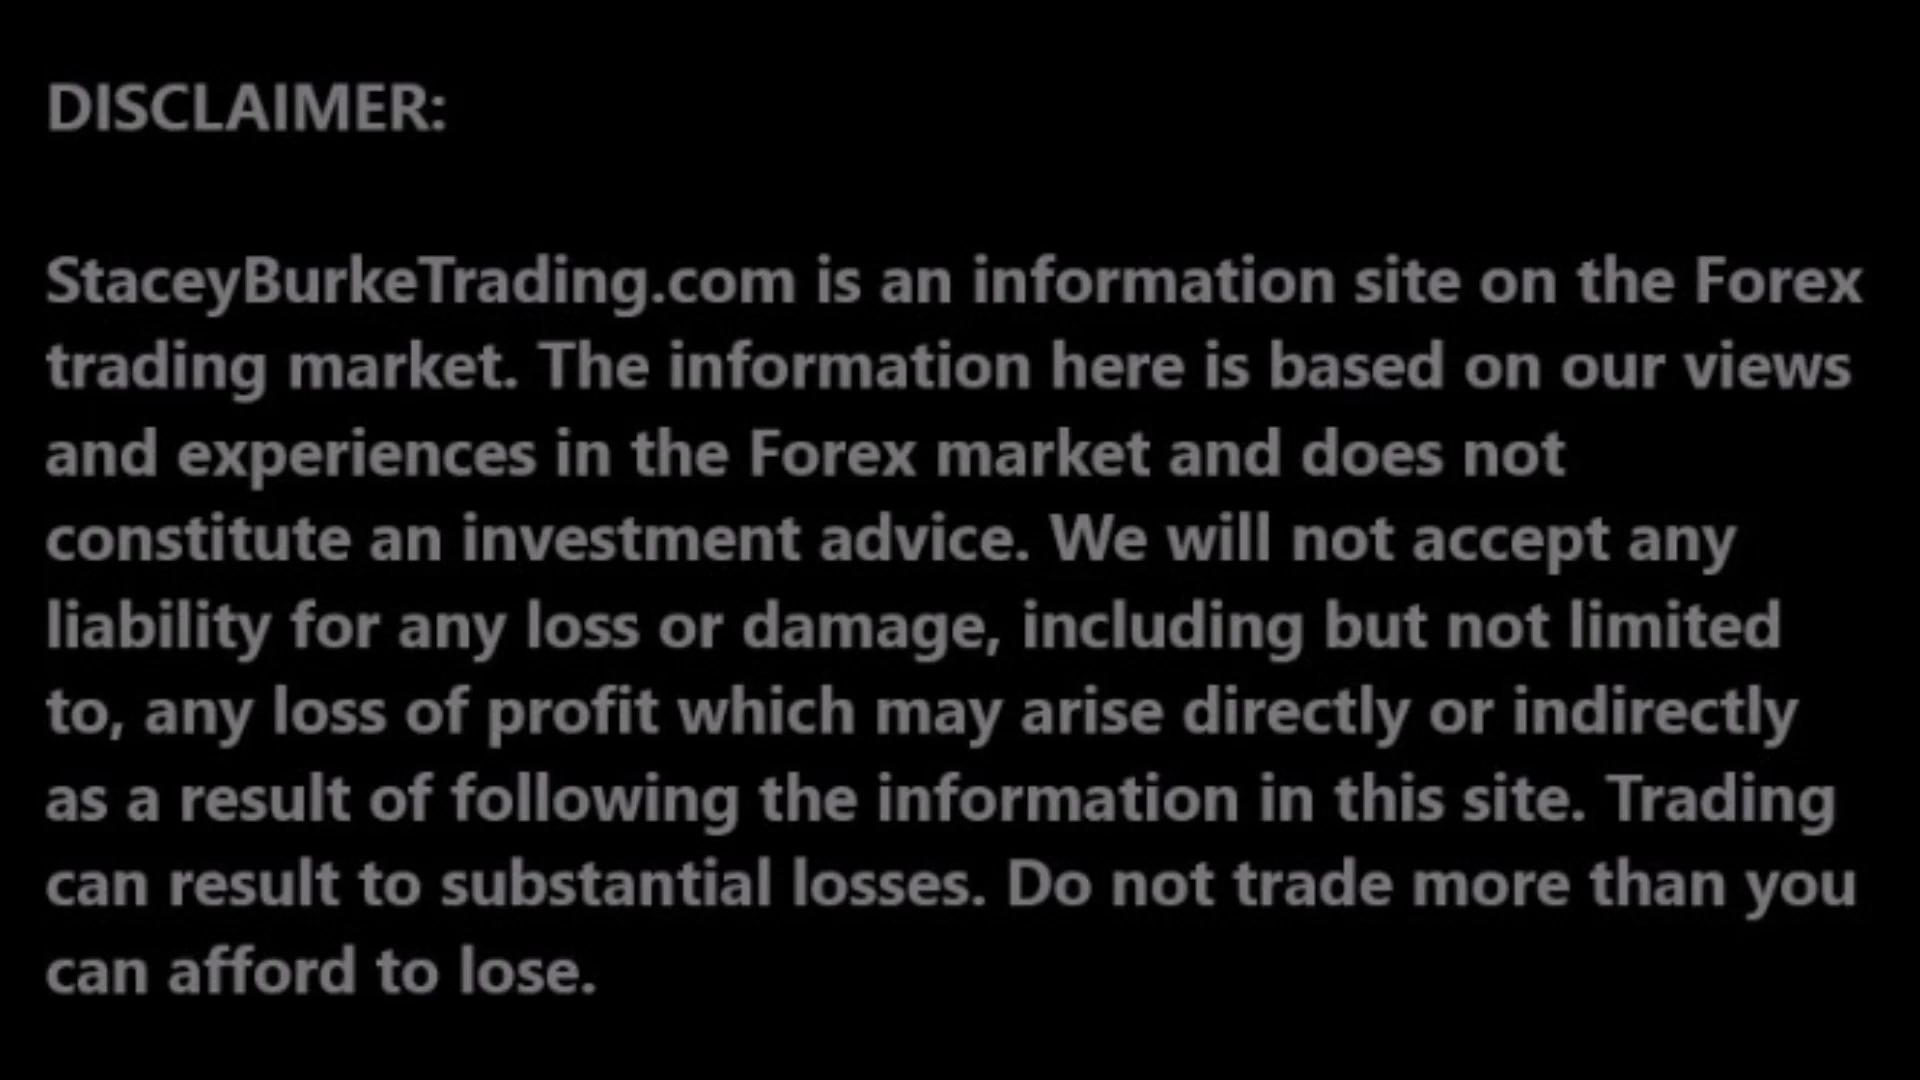 DISCLAIMER:
StaceyBurkeTrading.com is an information site on the Forex
trading market. The information here is based on our views
and experiences in the Forex market and does not
constitute an investment advice. We will not accept any
liability for any loss or damage, including but not limited
to, any loss of profit which may arise directly or indirectly
as a result of following the information in this site. Trading
can result to substantial losses. Do not trade more than you
can afford to lose.